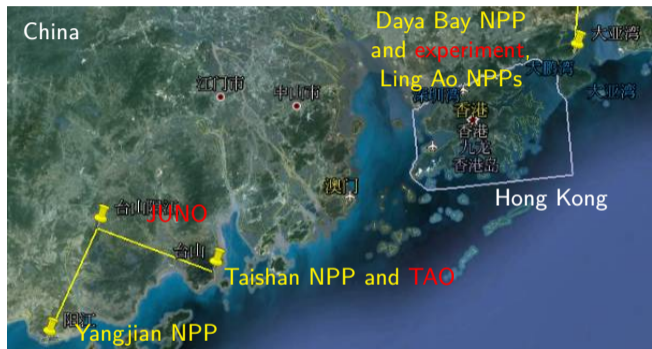 China
Daya Bay NPP
and experiment,
Ling Ao NPPs
大亚湾
大鹏湾
大亚湾
深圳湾
江门市
中山市
香港
香港
九龙
香港岛
澳门
Hong Kong
JUNO
台山
台山
Taishan NPP and TAO
阳江
Yangjian NPP